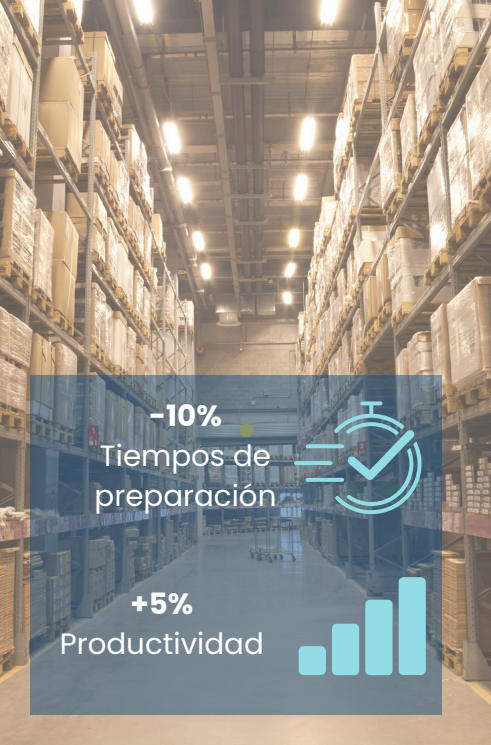 -10%
Tiempos de
preparación
+5%
Productividad